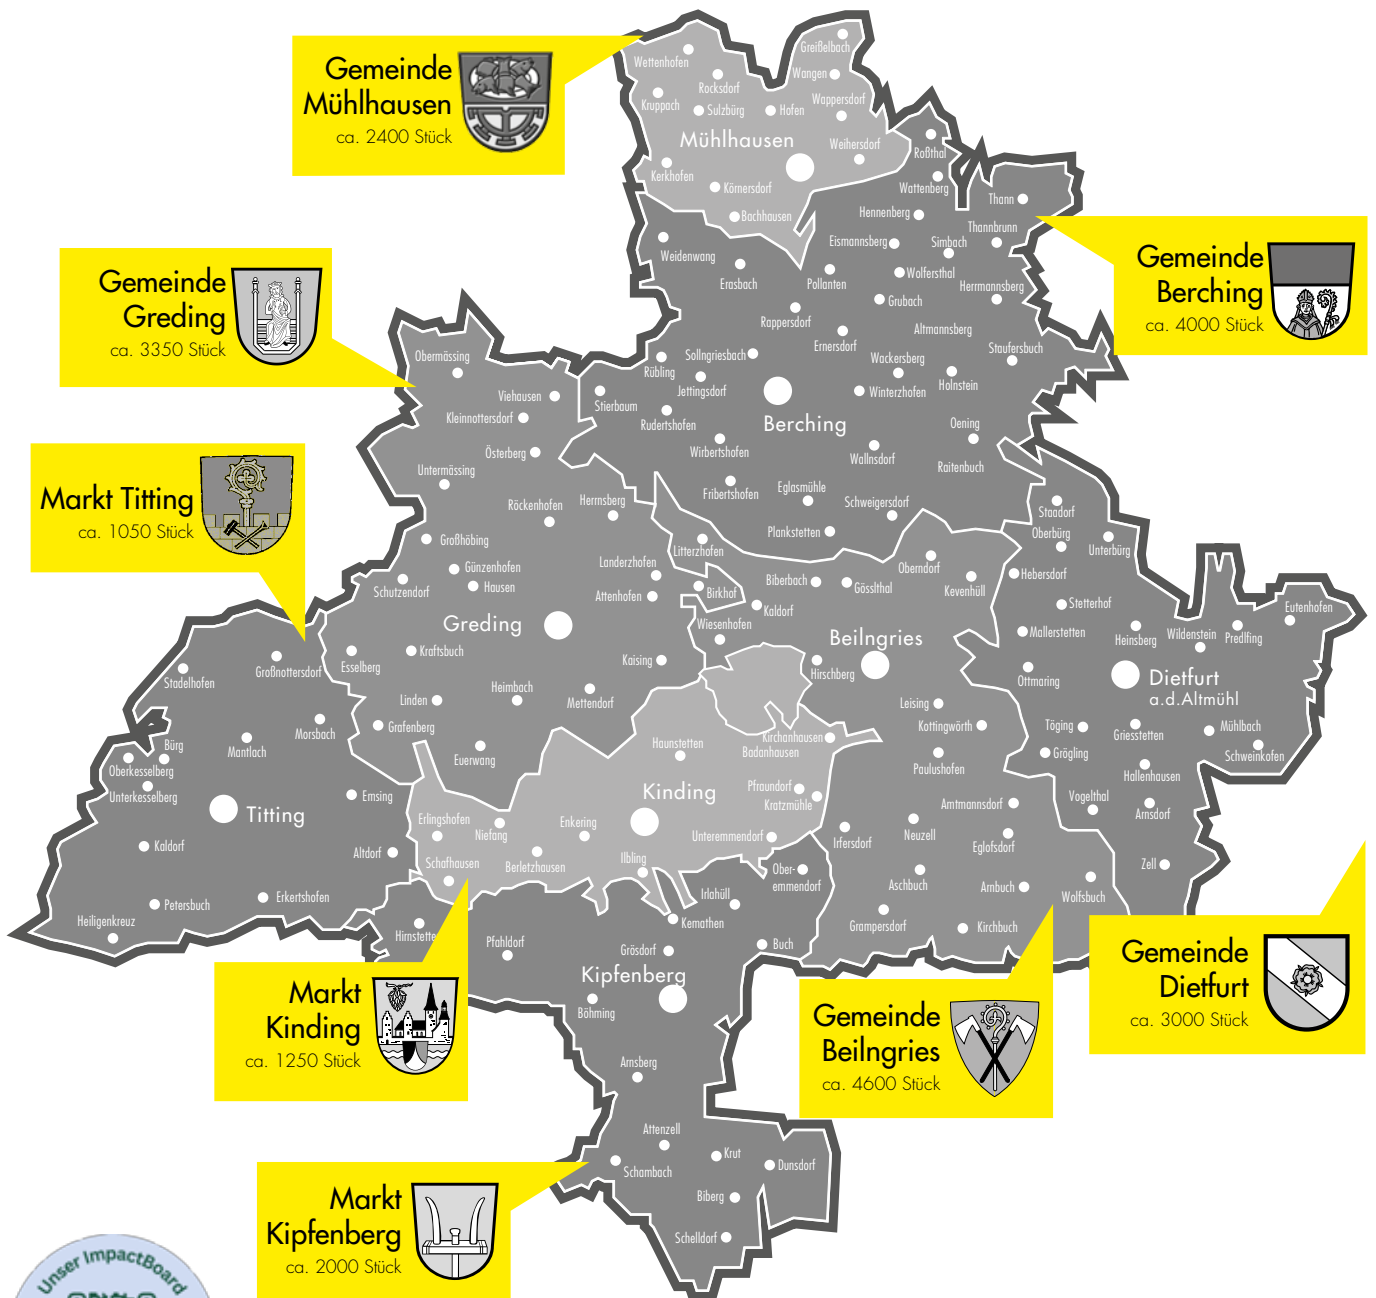 Gemeinde
Mühlhausen
ca. 2400 Stück
Gemeinde
Greding
ca. 3350 Stück
Markt Titting
ca. 1050 Stück
Gemeinde
Berching
ca. 4000 Stück
Markt
Kinding
ca. 1250 Stück
Markt
Kipfenberg
ca. 2000 Stück
Gemeinde
Beilngries
ca. 4600 Stück
Gemeinde
Dietfurt
ca. 3000 Stück
Greißelbach
Wettenhofen
Wangen
Rocksdorf
Kruppach
Sulzbürg
Hofen
Wappersdorf
Mühlhausen
Weihersdorf
Kerkhofen
Körnersdorf
Bachhausen
Roßthal
Wattenberg
Thann
Hennenberg
Thannbrunn
Eismannsberg
Simbach
Weidenwang
Erasbach
Pollanten
Wolfersthal
Herrmannsberg
Grubach
Rappersdorf
Altmannsberg
Ernersdorf
Staufersbuch
Sollngriesbach
Rübling
Wackersberg
Jettingsdorf
Holnstein
Winterzhofen
Stierbaum
Rudertshofen
Berching
Oening
Wirbertshofen
Wallnsdorf
Raitenbuch
Fribertshofen
Eglasmühle
Schweigersdorf
Plankstetten
Obermässing
Viehausen
Kleinnottersdorf
Österberg
Untermässing
Röckenhofen
Herrnsberg
Großhöbing
Günzenhofen
Hausen
Schutzendorf
Landerzhofen
Attenhofen
Greding
Kraftsbuch
Esselberg
Kaising
Linden
Heimbach
Mettendorf
Grafenberg
Euerwang
Litterzhofen
Birkhof
Biberbach
Gösslthal
Oberndorf
Kevenhüll
Kaldorf
Wiesenhofen
Beilngries
Hirschberg
Leising
Kottingwörth
Paulushofen
Amtmannsdorf
Neuzell
Irfersdorf
Eglofsdorf
Aschbuch
Arnbuch
Wolfsbuch
Grampersdorf
Kirchbuch
Staadorf
Oberbürg
Unterbürg
Hebersdorf
Stetterhof
Eutenhofen
Mallerstetten
Heinsberg
Wildenstein
Predlfing
Ottmaring
Dietfurt
a.d.Altmühl
Töging
Griesstetten
Mühlbach
Grögling
Schweinkofen
Hallenhausen
Vogelthal
Arnsdorf
Zell
Stadelhofen
Großnottersdorf
Morsbach
Bürg
Mantlach
Oberkesselberg
Unterkesselberg
Titting
Emsing
Kaldorf
Altdorf
Petersbuch
Erkertshofen
Heiligenkreuz
Haunstetten
Kirchanhausen
Badanhausen
Kinding
Pfraundorf
Kratzmühle
Erlingshofen
Niefang
Enkering
Unteremmendorf
Schafhausen
Berletzhausen
Ilbling
Ober-
emmendorf
Irlahüll
Kemathen
Hirnstetten
Pfahldorf
Grösdorf
Buch
Kipfenberg
Böhming
Arnsberg
Attenzell
Krut
Schambach
Dunsdorf
Biberg
Schelldorf
Unser ImpactBoard